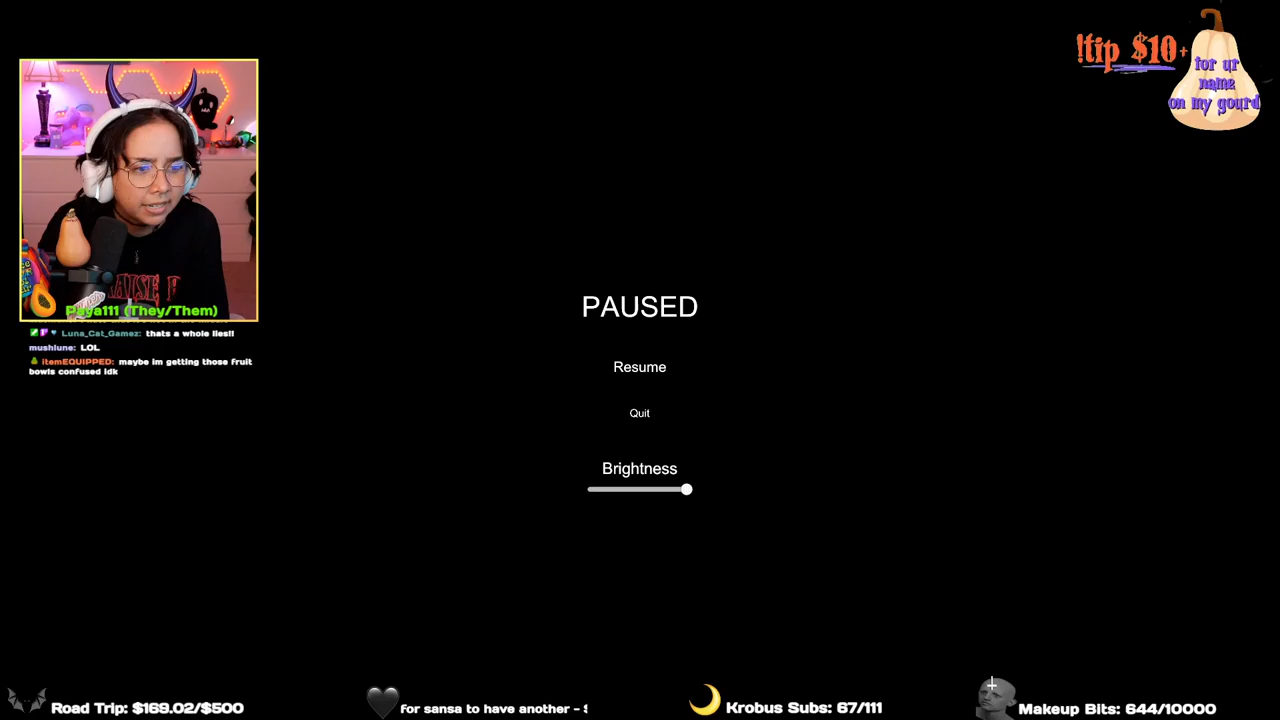 !tip $10+
for ur
name
on my gourd
Paya111 (They/Them)
Luna_Cat_Gamez: thats a whole lies!!
mushlune: LOL
itemEQUIPPED: maybe im getting those fruit
bowls confused idk
PAUSED
Resume
Quit
Brightness
Road Trip: $169.02/$500
for sansa to have another - $
Krobus Subs: 67/111
Makeup Bits: 644/10000